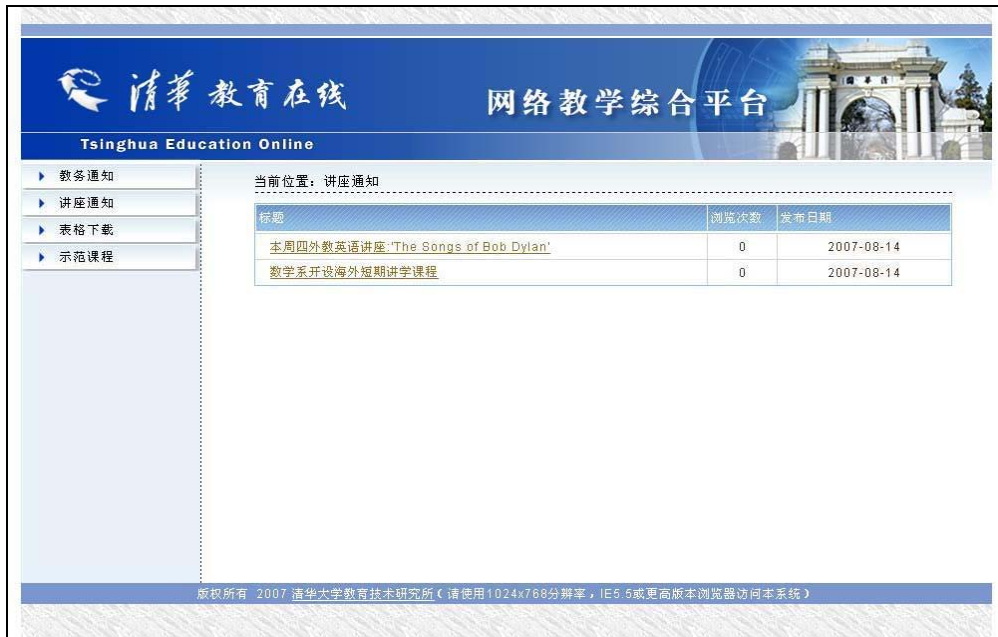 清華教育在线
网络教学综合平台
Tsinghua Education Online
教务通知
讲座通知
表格下载
示范课程
当前位置：讲座通知
标题 浏览次数 发布日期
本周四外教英语讲座:'The Songs of Bob Dylan' 0 2007-08-14
数学系开设海外短期讲学课程 0 2007-08-14
版权所有 2007 清华大学教育技术研究所(请使用1024x768分辨率，IE5.5或更高版本浏览器访问本系统)